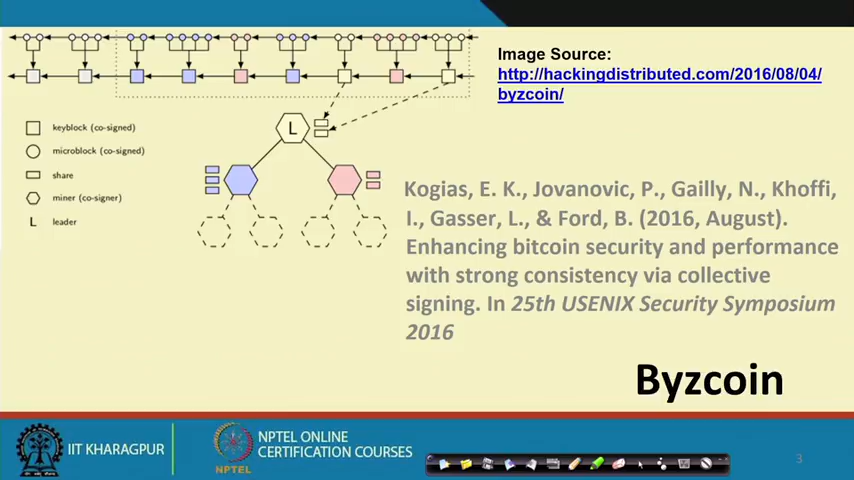 Image Source:
http://hackingdistributed.com/2016/08/04/
byzcoin/
L
keyblock (co-signed)
microblock (co-signed)
share
miner (co-signer)
L leader
Kogias, E. K., Jovanovic, P., Gailly, N., Khoffi,
I., Gasser, L., & Ford, B. (2016, August).
Enhancing bitcoin security and performance
with strong consistency via collective
signing. In 25th USENIX Security Symposium
2016
Byzcoin
IIT KHARAGPUR
NPTEL
NPTEL ONLINE
CERTIFICATION COURSES
3